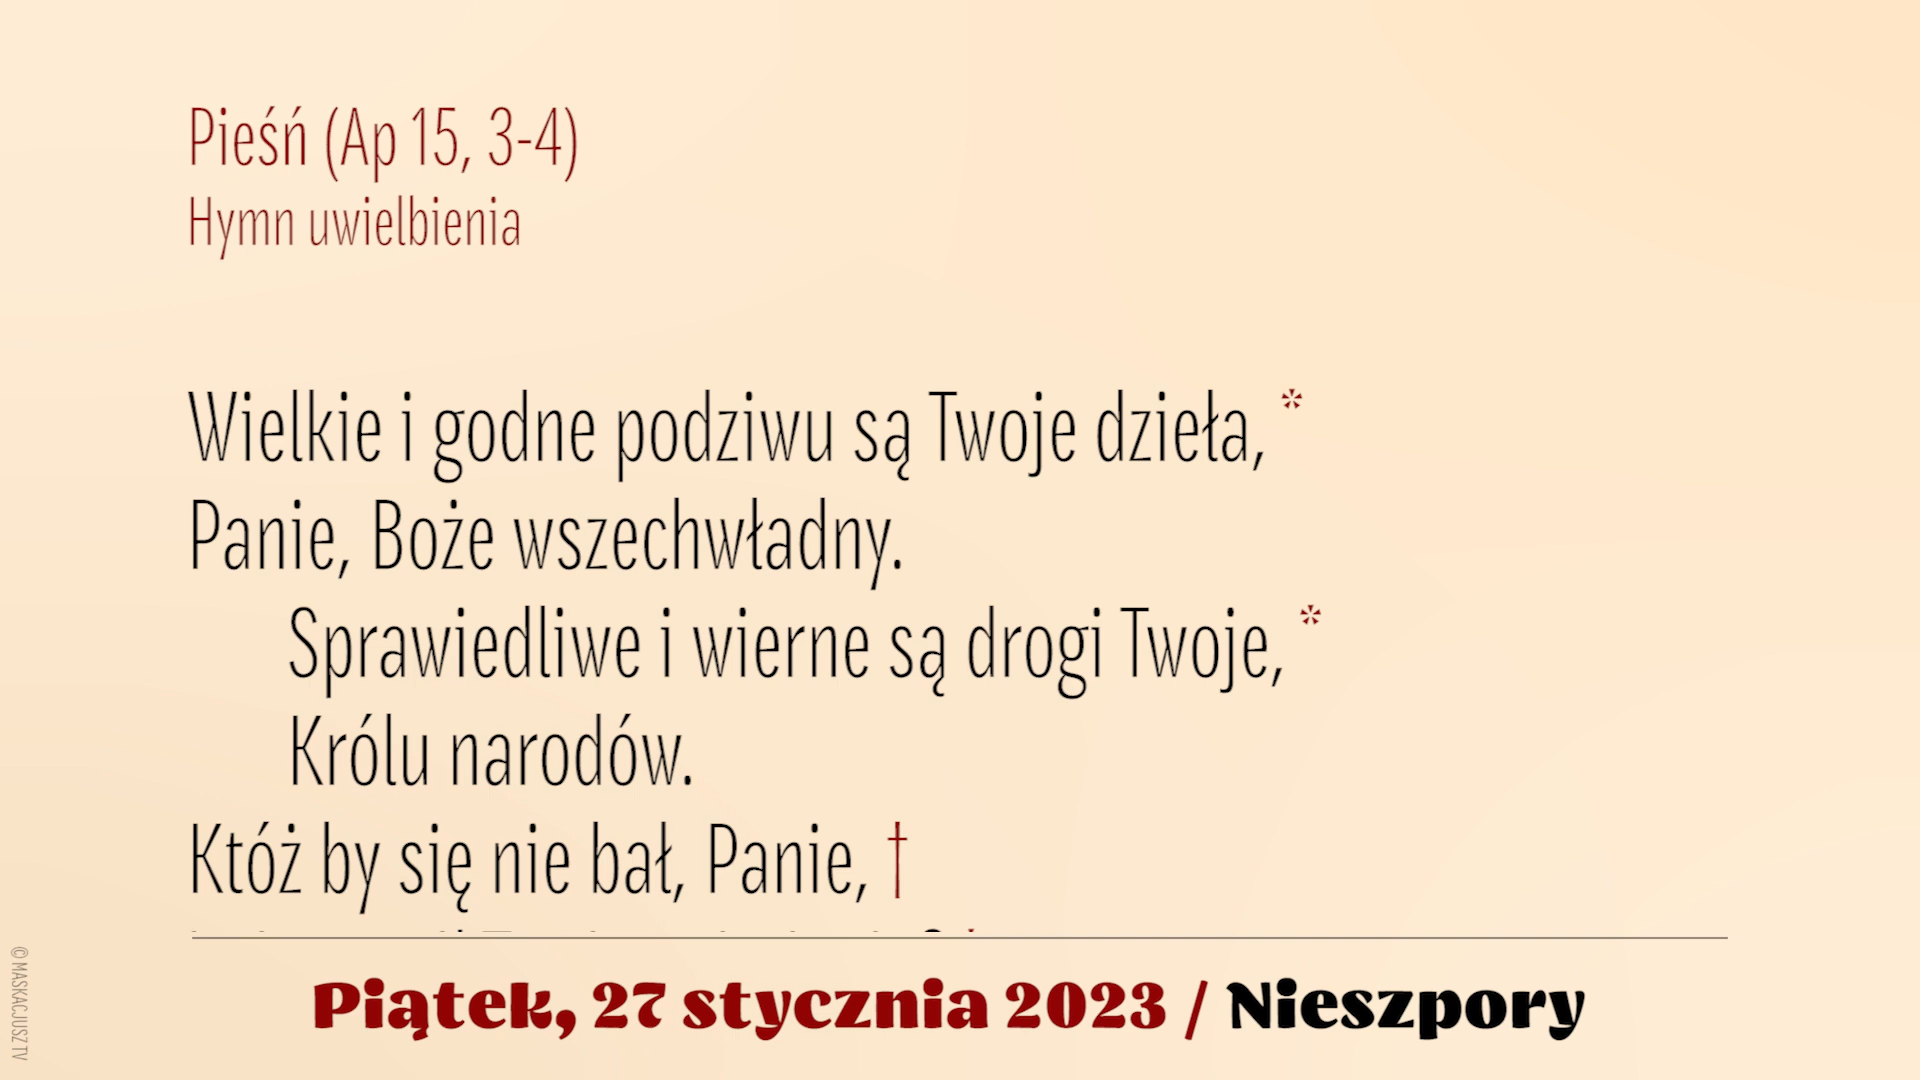 Pieśń (Ap 15, 3-4)
Hymn uwielbienia
Wielkie i godne podziwu są Twoje dzieła, *
Panie, Boże wszechwładny.
Sprawiedliwe i wierne są drogi Twoje, *
Królu narodów.
Któż by się nie bał, Panie, †
Piątek, 27 stycznia 2023 / Nieszpory
© MASKACJUSZ TV